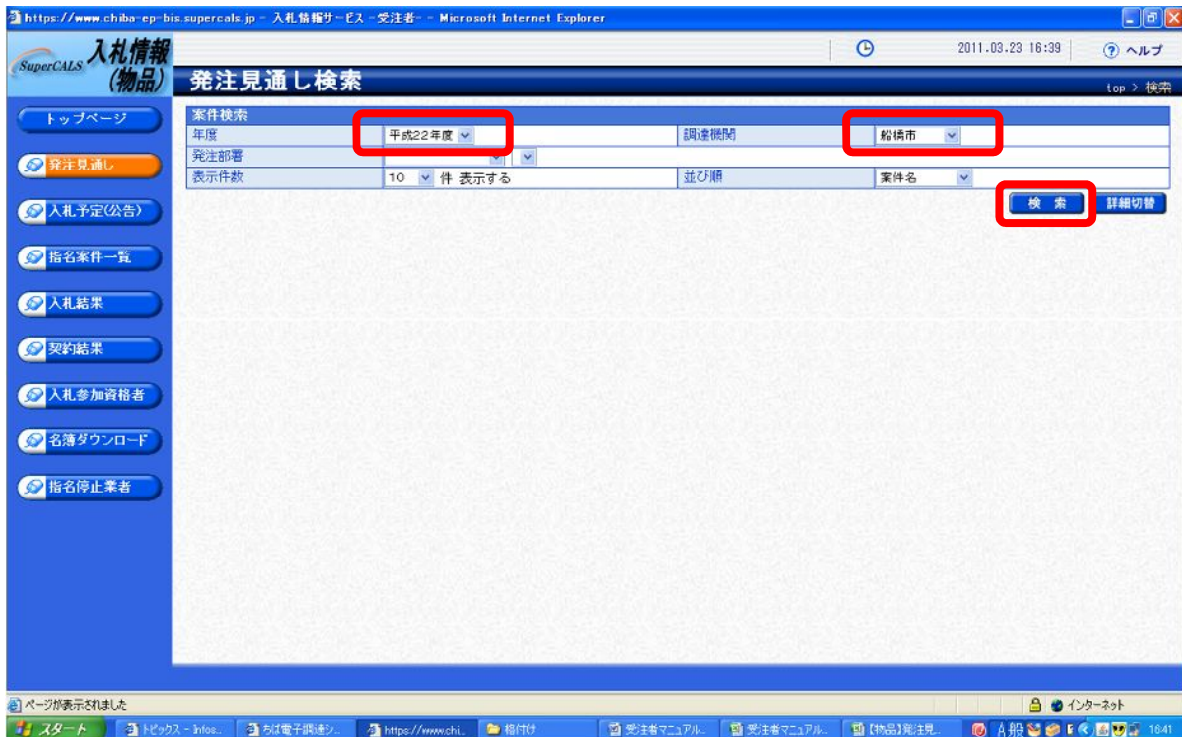 https://www.chiba-ep-bis.supercals.jp - 入札情報サービス -受注者- - Microsoft Internet Explorer
SuperCALS 入札情報(物品)
2011.03.23 16:39 ヘルプ
発注見通し検索
top > 検索
トップページ
発注見通し
入札予定(公告)
指名案件一覧
入札結果
契約結果
入札参加資格者
名簿ダウンロード
指名停止業者
案件検索
年度 平成22年度 調達機関 船橋市
発注部署
表示件数 10 件 表示する 並び順 案件名
検 索 詳細切替
ページが表示されました インターネット
スタート トピックス - Infos... ちば電子調達シ... https://www.chi... 格付け 受注者マニュアル... 受注者マニュアル... 【物品】発注見... A 般 16:41